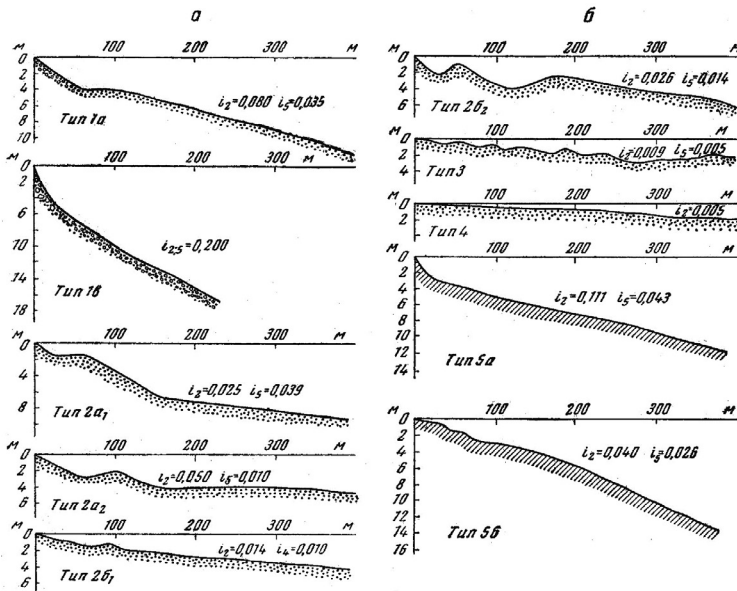 а
м 100 200 300 м
0
2
4
6
8
10
i₂=0,080 i₅=0,035
Тип 1а
м 100 200 300 м
0
6
10
14
18
i₂;₅=0,200
Тип 1в
м 100 200 300 м
0
4
8
i₂=0,025 i₅=0,039
Тип 2а₁
м 100 200 300 м
0
2
4
6
i₂=0,050 i₅=0,010
Тип 2а₂
м 100 200 300 м
0
2
4
6
i₂=0,014 i₄=0,010
Тип 2б₁
б
м 100 200 300 м
0
2
4
6
i₂=0,026 i₅=0,014
Тип 2б₂
м 100 200 300 м
0
2
4
i₂=0,009 i₅=0,005
Тип 3
м 100 200 300 м
0
2
i₂=0,005
Тип 4
м 100 200 300 м
0
2
4
6
8
10
12
14
i₂=0,111 i₅=0,043
Тип 5а
м 100 200 300 м
0
2
4
6
8
10
12
14
16
i₂=0,040 i₅=0,026
Тип 5б